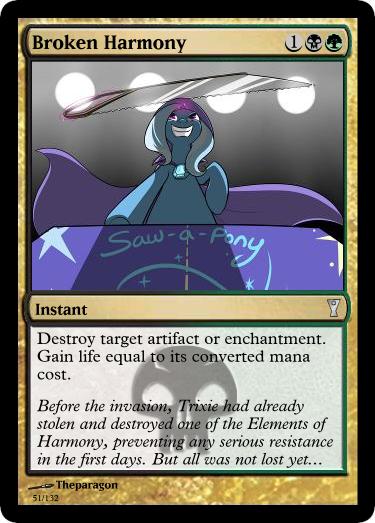 Broken Harmony 1
Saw-a-Pony
Instant
Destroy target artifact or enchantment.
Gain life equal to its converted mana
cost.
Before the invasion, Trixie had already
stolen and destroyed one of the Elements of
Harmony, preventing any serious resistance
in the first days. But all was not lost yet…
Theparagon
51/132